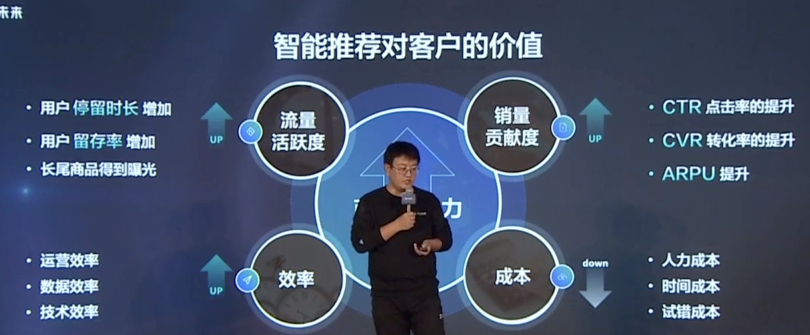 未来
智能推荐对客户的价值
• 用户 停留时长 增加
• 用户 留存率 增加
• 长尾商品得到曝光
UP
流量
活跃度
销量
贡献度
UP
• CTR 点击率的提升
• CVR 转化率的提升
• ARPU 提升
力
• 运营效率
• 数据效率
• 技术效率
UP
效率
成本
down
• 人力成本
• 时间成本
• 试错成本